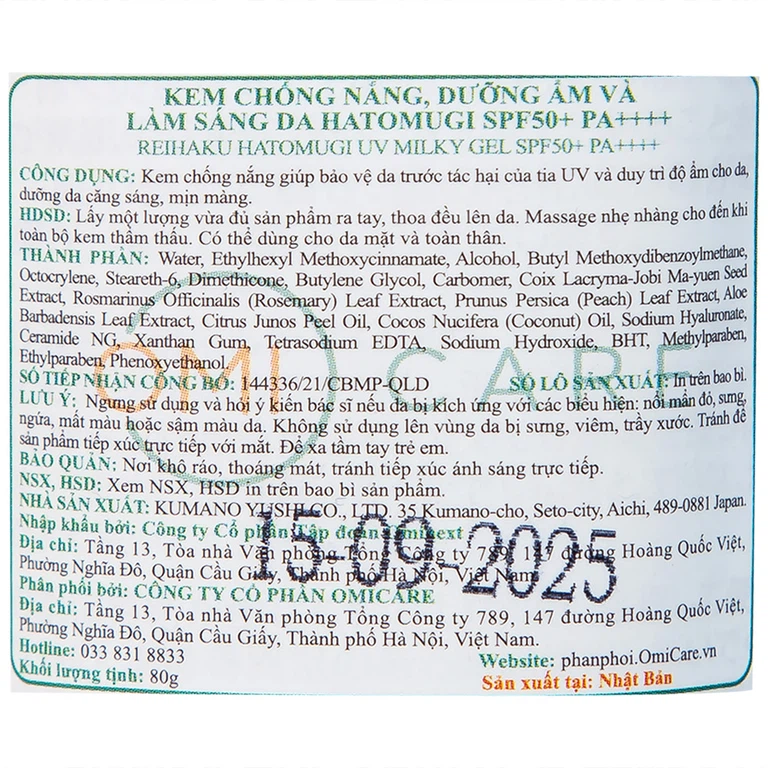 KEM CHỐNG NẮNG, DƯỠNG ẨM VÀ
LÀM SÁNG DA HATOMUGI SPF50+ PA++++
REIHAKU HATOMUGI UV MILKY GEL SPF50+ PA++++
CÔNG DỤNG: Kem chống nắng giúp bảo vệ da trước tác hại của tia UV và duy trì độ ẩm cho da,
dưỡng da căng sáng, mịn màng.
HDSD: Lấy một lượng vừa đủ sản phẩm ra tay, thoa đều lên da. Massage nhẹ nhàng cho đến khi
toàn bộ kem thẩm thấu. Có thể dùng cho da mặt và toàn thân.
THÀNH PHẦN: Water, Ethylhexyl Methoxycinnamate, Alcohol, Butyl Methoxydibenzoylmethane,
Octocrylene, Steareth-6, Dimethicone, Butylene Glycol, Carbomer, Coix Lacryma-Jobi Ma-yuen Seed
Extract, Rosmarinus Officinalis (Rosemary) Leaf Extract, Prunus Persica (Peach) Leaf Extract, Aloe
Barbadensis Leaf Extract, Citrus Junos Peel Oil, Cocos Nucifera (Coconut) Oil, Sodium Hyaluronate,
Ceramide NG, Xanthan Gum, Tetrasodium EDTA, Sodium Hydroxide, BHT, Methylparaben,
Ethylparaben, Phenoxyethanol.
OMI CARE
SỐ TIẾP NHẬN CÔNG BỐ: 144336/21/CBMP-QLD SỐ LÔ SẢN XUẤT: In trên bao bì.
LƯU Ý: Ngưng sử dụng và hỏi ý kiến bác sĩ nếu da bị kích ứng với các biểu hiện: nổi mẩn đỏ, sưng,
ngứa, mất màu hoặc sậm màu da. Không sử dụng lên vùng da bị sưng, viêm, trầy xước. Tránh để
sản phẩm tiếp xúc trực tiếp với mắt. Để xa tầm tay trẻ em.
BẢO QUẢN: Nơi khô ráo, thoáng mát, tránh tiếp xúc ánh sáng trực tiếp.
NSX, HSD: Xem NSX, HSD in trên bao bì sản phẩm.
NHÀ SẢN XUẤT: KUMANO YUSHI CO., LTD. 35 Kumano-cho, Seto-city, Aichi, 489-0881 Japan.
Nhập khẩu bởi: Công ty Cổ phần Tập đoàn Ominext
15-09-2025
Địa chỉ: Tầng 13, Tòa nhà Văn phòng Tổng Công ty 789, 147 đường Hoàng Quốc Việt,
Phường Nghĩa Đô, Quận Cầu Giấy, Thành phố Hà Nội, Việt Nam.
Phân phối bởi: CÔNG TY CỔ PHẦN OMICARE
Địa chỉ: Tầng 13, Tòa nhà Văn phòng Tổng Công ty 789, 147 đường Hoàng Quốc Việt,
Phường Nghĩa Đô, Quận Cầu Giấy, Thành phố Hà Nội, Việt Nam.
Hotline: 033 831 8833 Website: phanphoi.OmiCare.vn
Khối lượng tịnh: 80g Sản xuất tại: Nhật Bản